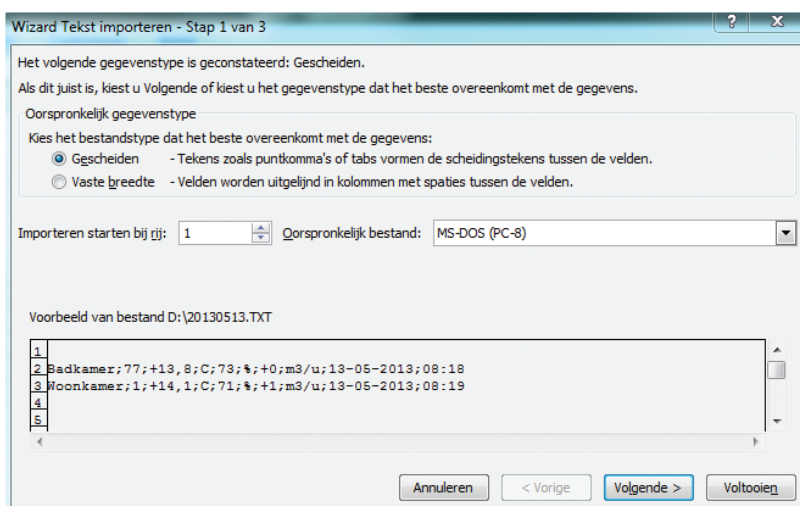 Wizard Tekst importeren - Stap 1 van 3
Het volgende gegevenstype is geconstateerd: Gescheiden.
Als dit juist is, kiest u Volgende of kiest u het gegevenstype dat het beste overeenkomt met de gegevens.
Oorspronkelijk gegevenstype
Kies het bestandstype dat het beste overeenkomt met de gegevens:
Gescheiden - Tekens zoals puntkomma's of tabs vormen de scheidingstekens tussen de velden.
Vaste breedte - Velden worden uitgelijnd in kolommen met spaties tussen de velden.
Importeren starten bij rij: 1 Oorspronkelijk bestand: MS-DOS (PC-8)
Voorbeeld van bestand D:\20130513.TXT
1
2 Badkamer;77;+13,8;C;73;%;+0;m3/u;13-05-2013;08:18
3 Woonkamer;1;+14,1;C;71;%;+1;m3/u;13-05-2013;08:19
4
5
Annuleren < Vorige Volgende > Voltooien